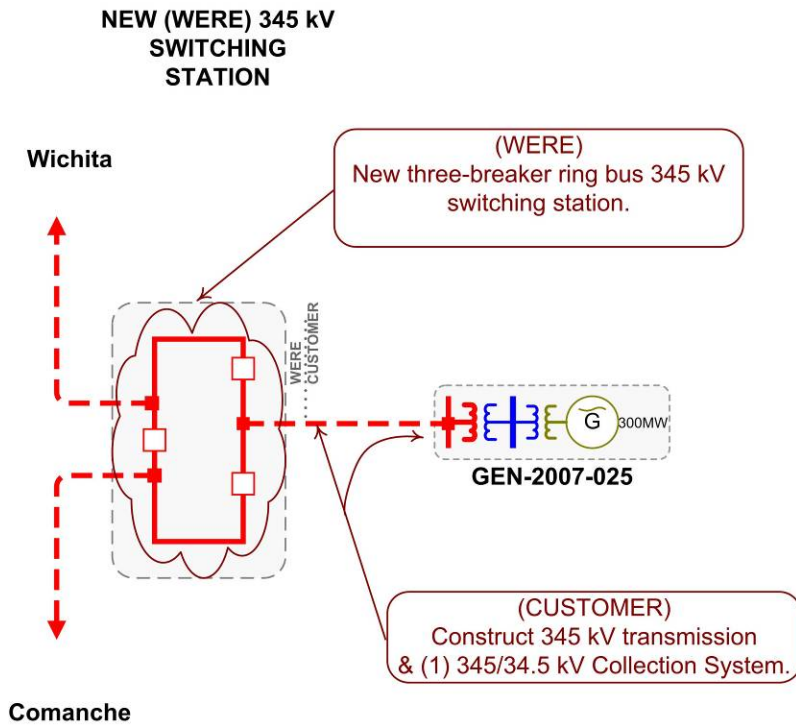 NEW (WERE) 345 kV
SWITCHING
STATION
Wichita
(WERE)
New three-breaker ring bus 345 kV
switching station.
WERE
CUSTOMER
G
300MW
GEN-2007-025
(CUSTOMER)
Construct 345 kV transmission
& (1) 345/34.5 kV Collection System.
Comanche